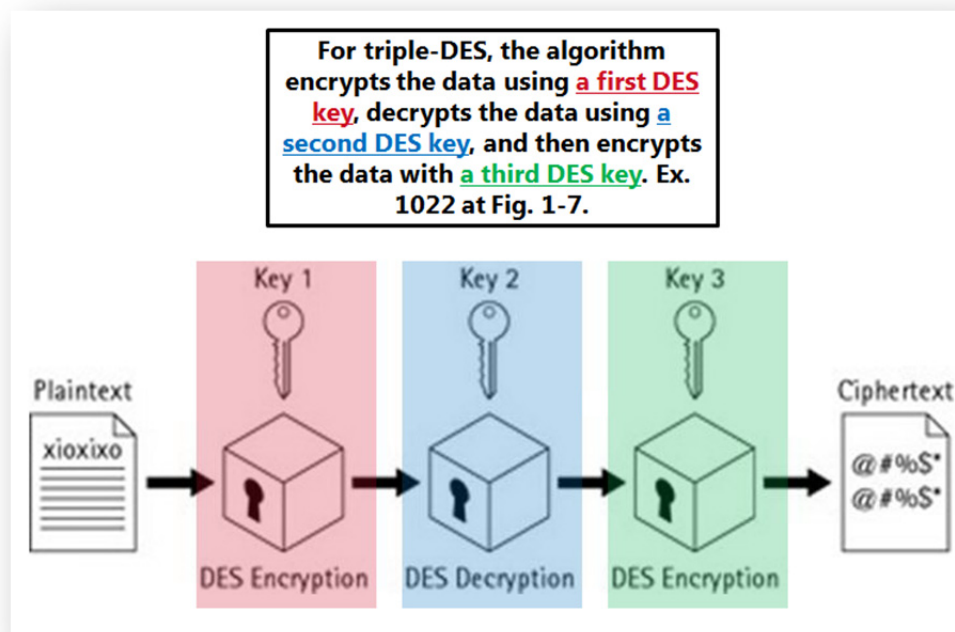 For triple-DES, the algorithm
encrypts the data using a first DES
key, decrypts the data using a
second DES key, and then encrypts
the data with a third DES key. Ex.
1022 at Fig. 1-7.
Key 1
Key 2
Key 3
Plaintext
Ciphertext
xioxixo
@#%$*
@#%$*
DES Encryption
DES Decryption
DES Encryption